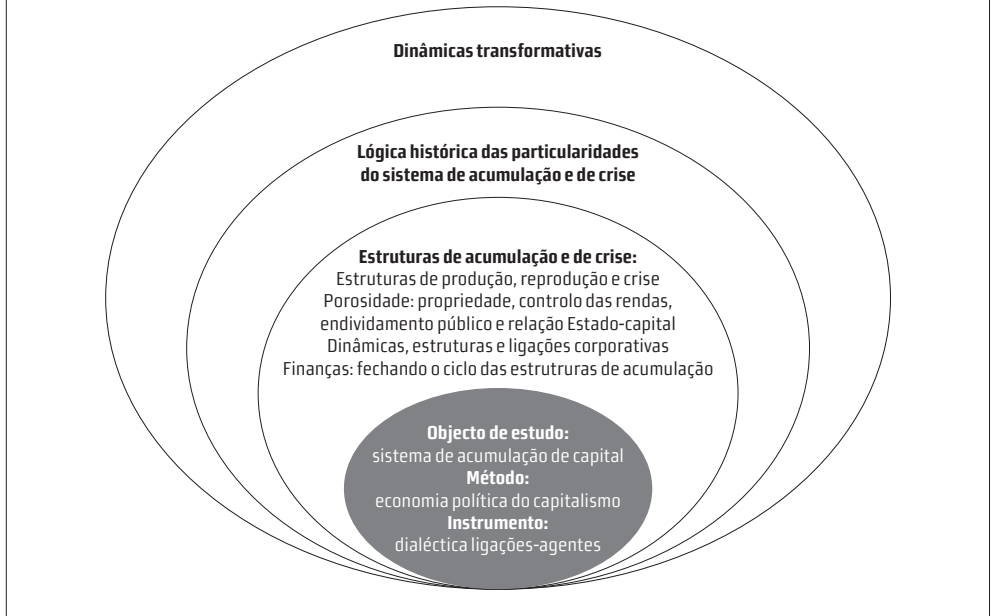 Dinâmicas transformativas
Lógica histórica das particularidades
do sistema de acumulação e de crise
Estruturas de acumulação e de crise:
Estruturas de produção, reprodução e crise
Porosidade: propriedade, controlo das rendas,
endividamento público e relação Estado-capital
Dinâmicas, estruturas e ligações corporativas
Finanças: fechando o ciclo das estrutruras de acumulação
Objecto de estudo:
sistema de acumulação de capital
Método:
economia política do capitalismo
Instrumento:
dialéctica ligações-agentes